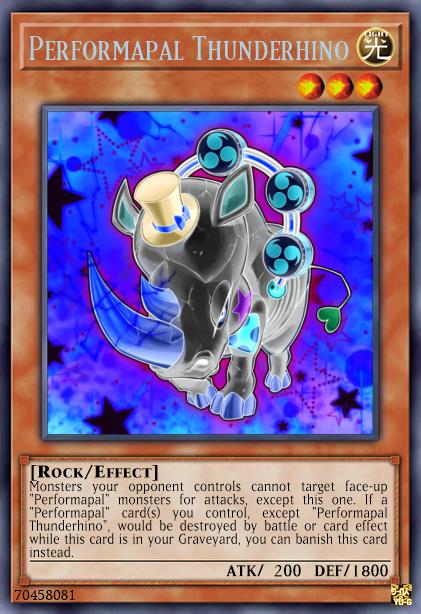 PERFORMAPAL THUNDERHINO
LIGHT
光
[ROCK/EFFECT]
Monsters your opponent controls cannot target face-up
"Performapal" monsters for attacks, except this one. If a
"Performapal" card(s) you control, except "Performapal
Thunderhino", would be destroyed by battle or card effect
while this card is in your Graveyard, you can banish this card
instead.
ATK/ 200 DEF/1800
70458081